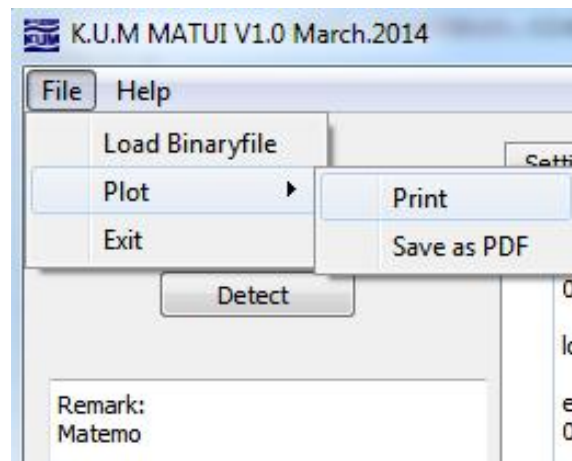 K.U.M MATUI V1.0 March.2014
File Help
Load Binaryfile
Plot
Print
Exit
Save as PDF
Detect
Remark:
Matemo